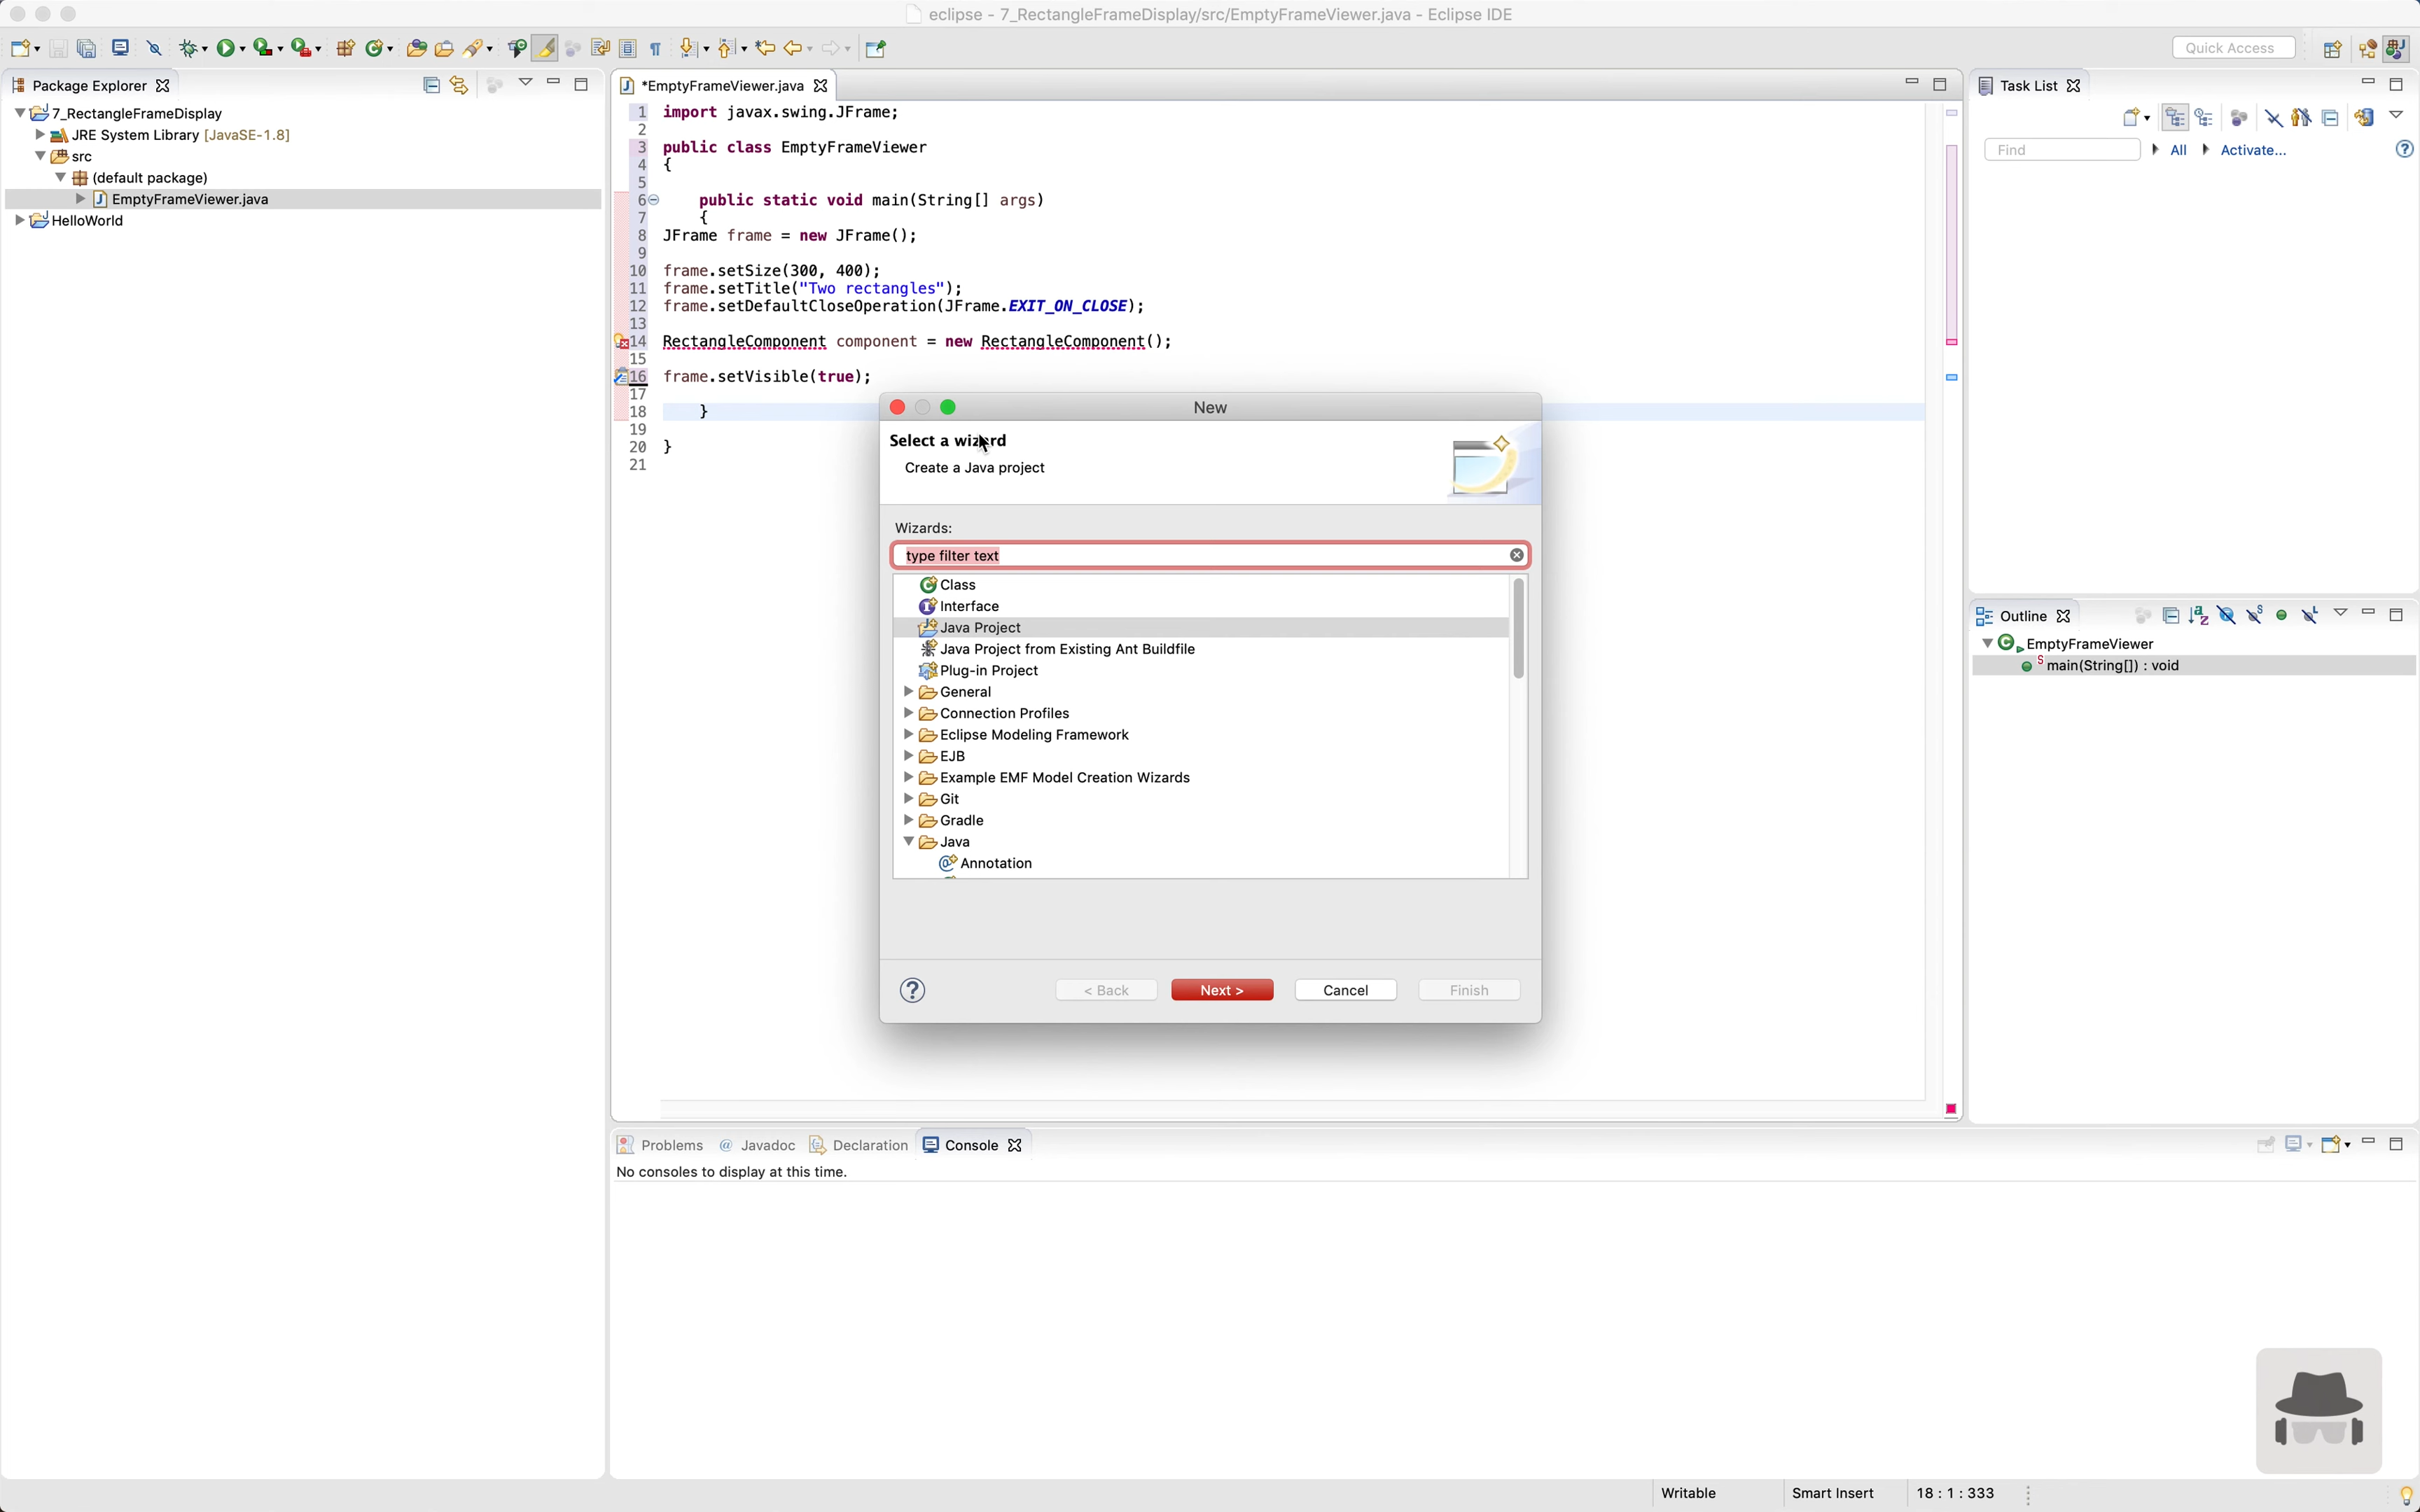 eclipse - 7_RectangleFrameDisplay/src/EmptyFrameViewer.java - Eclipse IDE
Quick Access
Package Explorer
7_RectangleFrameDisplay
JRE System Library [JavaSE-1.8]
src
(default package)
EmptyFrameViewer.java
HelloWorld
*EmptyFrameViewer.java
1 import javax.swing.JFrame;
2
3 public class EmptyFrameViewer
4 {
5
6 public static void main(String[] args)
7 {
8 JFrame frame = new JFrame();
9
10 frame.setSize(300, 400);
11 frame.setTitle("Two rectangles");
12 frame.setDefaultCloseOperation(JFrame.EXIT_ON_CLOSE);
13
14 RectangleComponent component = new RectangleComponent();
15
16 frame.setVisible(true);
17
18 }
19
20 }
21
New
Select a wizard
Create a Java project
Wizards:
type filter text
Class
Interface
Java Project
Java Project from Existing Ant Buildfile
Plug-in Project
General
Connection Profiles
Eclipse Modeling Framework
EJB
Example EMF Model Creation Wizards
Git
Gradle
Java
Annotation
< Back Next > Cancel Finish
Task List
Find All Activate...
Outline
EmptyFrameViewer
main(String[]) : void
Problems @ Javadoc Declaration Console
No consoles to display at this time.
Writable Smart Insert 18 : 1 : 333